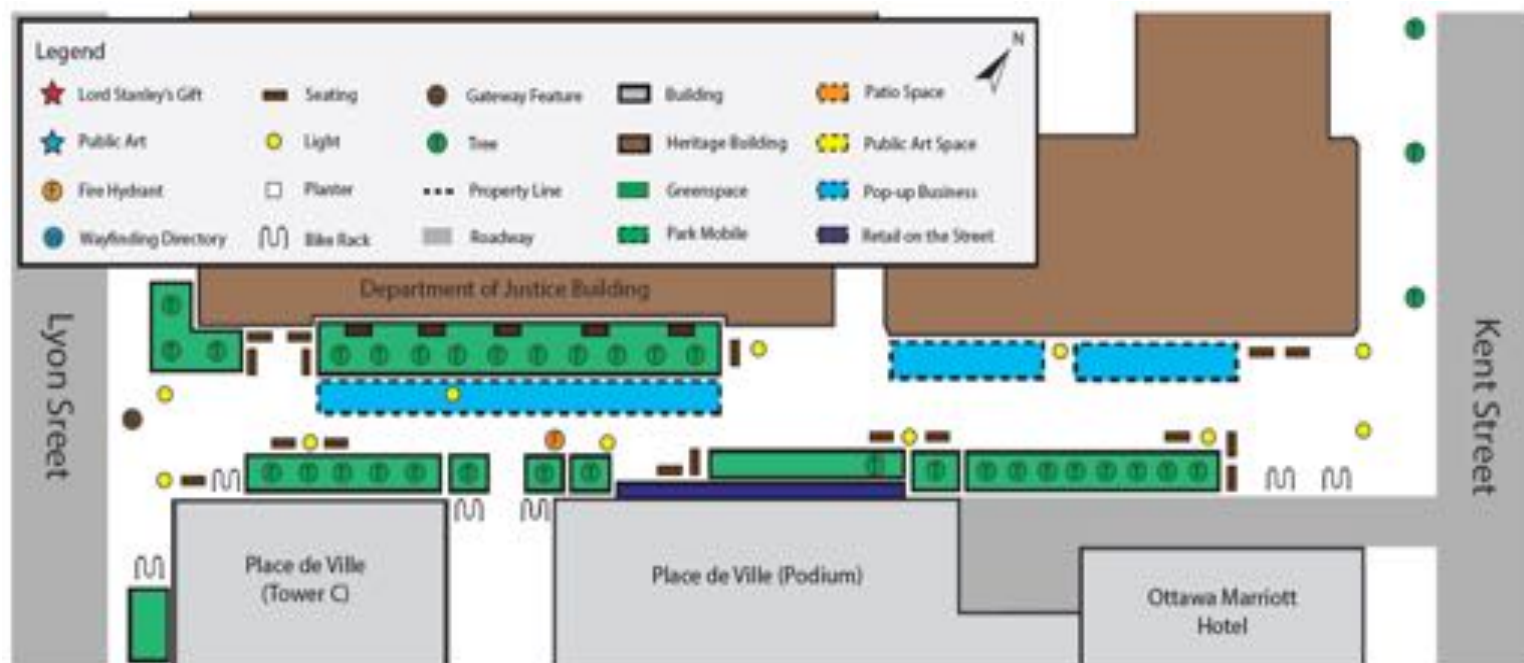 Legend
N
Lord Stanley's Gift
Seating
Gateway Feature
Building
Patio Space
Public Art
Light
Tree
Heritage Building
Public Art Space
Fire Hydrant
Planter
Property Line
Greenspace
Pop-up Business
Wayfinding Directory
Bike Rack
Roadway
Park Mobile
Retail on the Street
Department of Justice Building
Lyon Sreet
Kent Street
Place de Ville
(Tower C)
Place de Ville (Podium)
Ottawa Marriott
Hotel